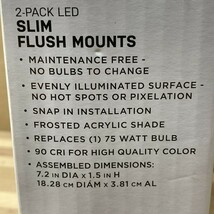 2-PACK LED
SLIM
FLUSH MOUNTS
• MAINTENANCE FREE -
NO BULBS TO CHANGE
• EVENLY ILLUMINATED SURFACE -
NO HOT SPOTS OR PIXELATION
• SNAP IN INSTALLATION
• FROSTED ACRYLIC SHADE
• REPLACES (1) 75 WATT BULB
• 90 CRI FOR HIGH QUALITY COLOR
• ASSEMBLED DIMENSIONS:
7.2 IN DIA x 1.5 IN H
18.28 CM DIÁM x 3.81 CM AL